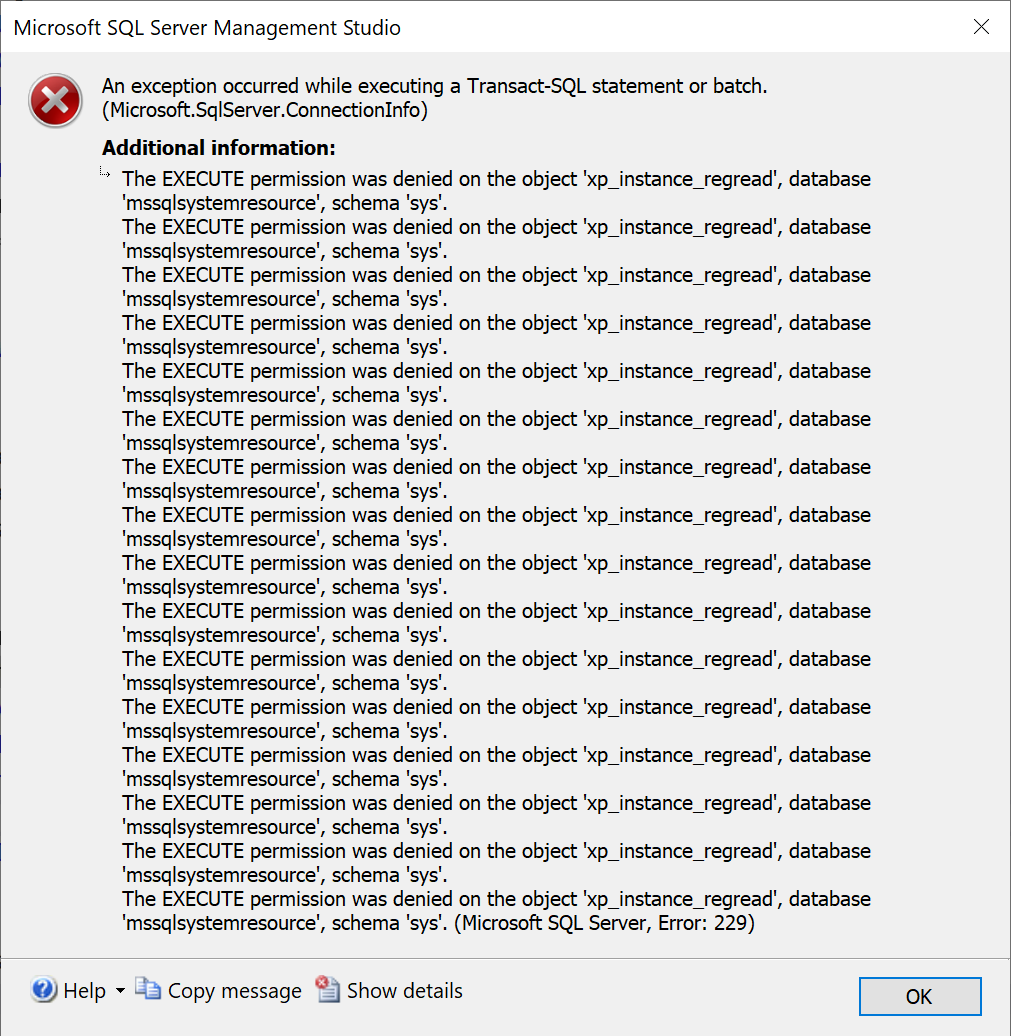 Microsoft SQL Server Management Studio
An exception occurred while executing a Transact-SQL statement or batch.
(Microsoft.SqlServer.ConnectionInfo)
Additional information:
The EXECUTE permission was denied on the object 'xp_instance_regread', database
'mssqlsystemresource', schema 'sys'.
The EXECUTE permission was denied on the object 'xp_instance_regread', database
'mssqlsystemresource', schema 'sys'.
The EXECUTE permission was denied on the object 'xp_instance_regread', database
'mssqlsystemresource', schema 'sys'.
The EXECUTE permission was denied on the object 'xp_instance_regread', database
'mssqlsystemresource', schema 'sys'.
The EXECUTE permission was denied on the object 'xp_instance_regread', database
'mssqlsystemresource', schema 'sys'.
The EXECUTE permission was denied on the object 'xp_instance_regread', database
'mssqlsystemresource', schema 'sys'.
The EXECUTE permission was denied on the object 'xp_instance_regread', database
'mssqlsystemresource', schema 'sys'.
The EXECUTE permission was denied on the object 'xp_instance_regread', database
'mssqlsystemresource', schema 'sys'.
The EXECUTE permission was denied on the object 'xp_instance_regread', database
'mssqlsystemresource', schema 'sys'.
The EXECUTE permission was denied on the object 'xp_instance_regread', database
'mssqlsystemresource', schema 'sys'.
The EXECUTE permission was denied on the object 'xp_instance_regread', database
'mssqlsystemresource', schema 'sys'.
The EXECUTE permission was denied on the object 'xp_instance_regread', database
'mssqlsystemresource', schema 'sys'.
The EXECUTE permission was denied on the object 'xp_instance_regread', database
'mssqlsystemresource', schema 'sys'.
The EXECUTE permission was denied on the object 'xp_instance_regread', database
'mssqlsystemresource', schema 'sys'.
The EXECUTE permission was denied on the object 'xp_instance_regread', database
'mssqlsystemresource', schema 'sys'.
The EXECUTE permission was denied on the object 'xp_instance_regread', database
'mssqlsystemresource', schema 'sys'. (Microsoft SQL Server, Error: 229)
Help Copy message Show details OK